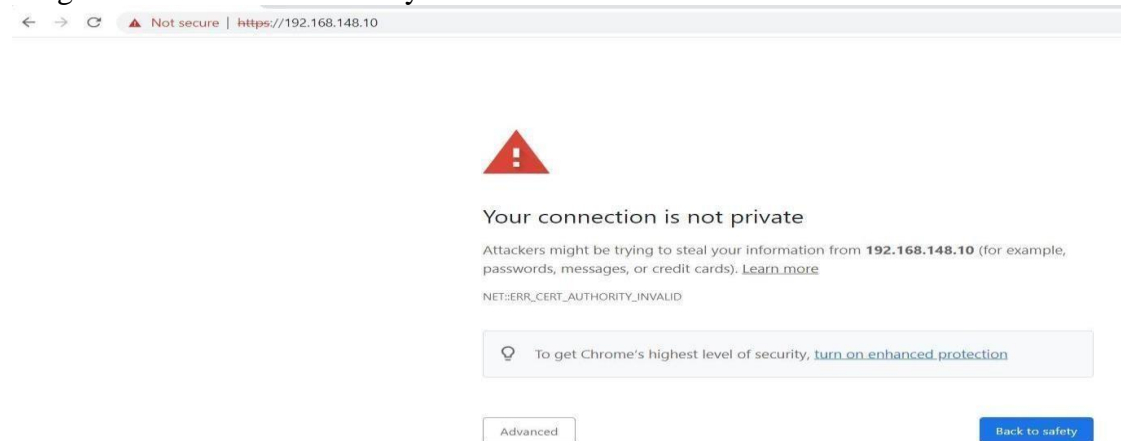 Not secure | https://192.168.148.10
Your connection is not private
Attackers might be trying to steal your information from 192.168.148.10 (for example,
passwords, messages, or credit cards). Learn more
NET::ERR_CERT_AUTHORITY_INVALID
To get Chrome's highest level of security, turn on enhanced protection
Advanced Back to safety